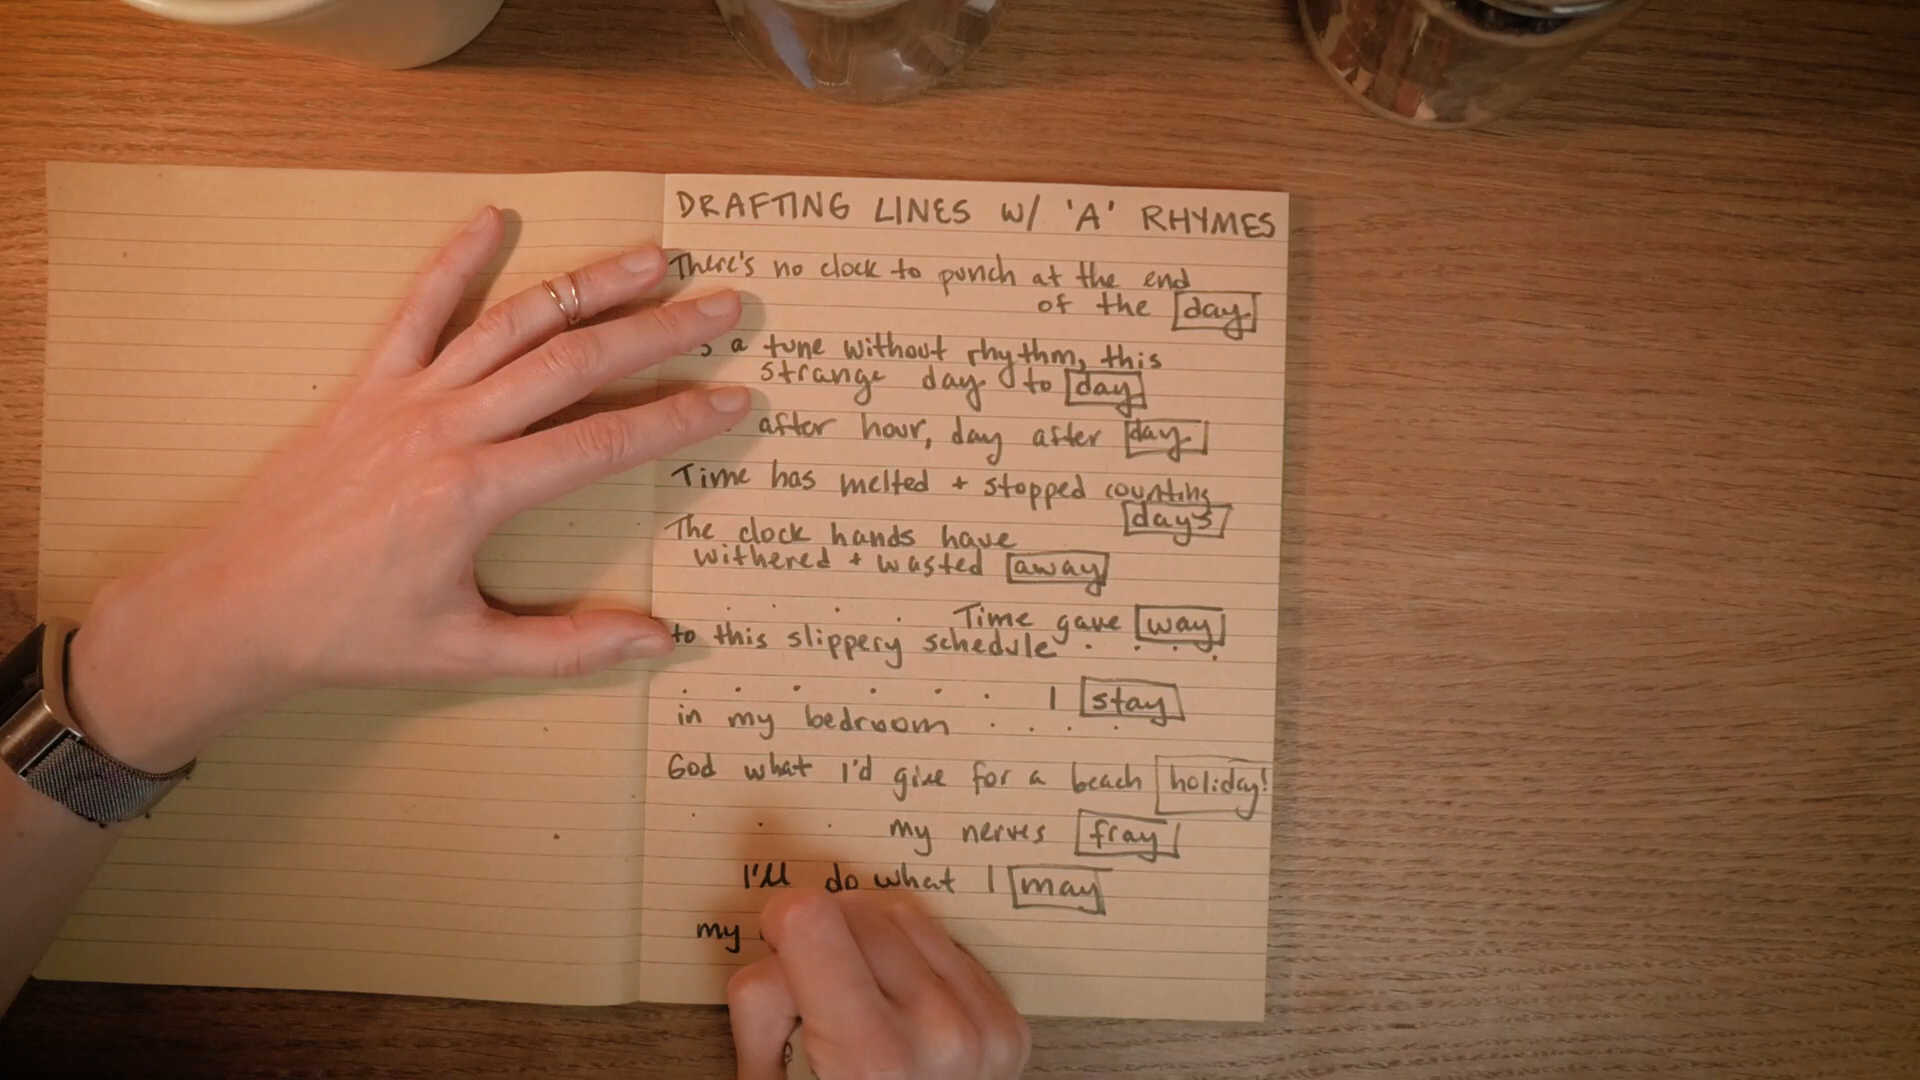 DRAFTING LINES W/ 'A' RHYMES
There's no clock to punch at the end
of the day
a tune without rhythm, this
strange day to day
after hour, day after day
Time has melted + stopped counting
days
The clock hands have
withered + wasted away
Time gave way
to this slippery schedule
I stay
in my bedroom
God what I'd give for a beach holiday!
my nerves fray
I'll do what I may
my